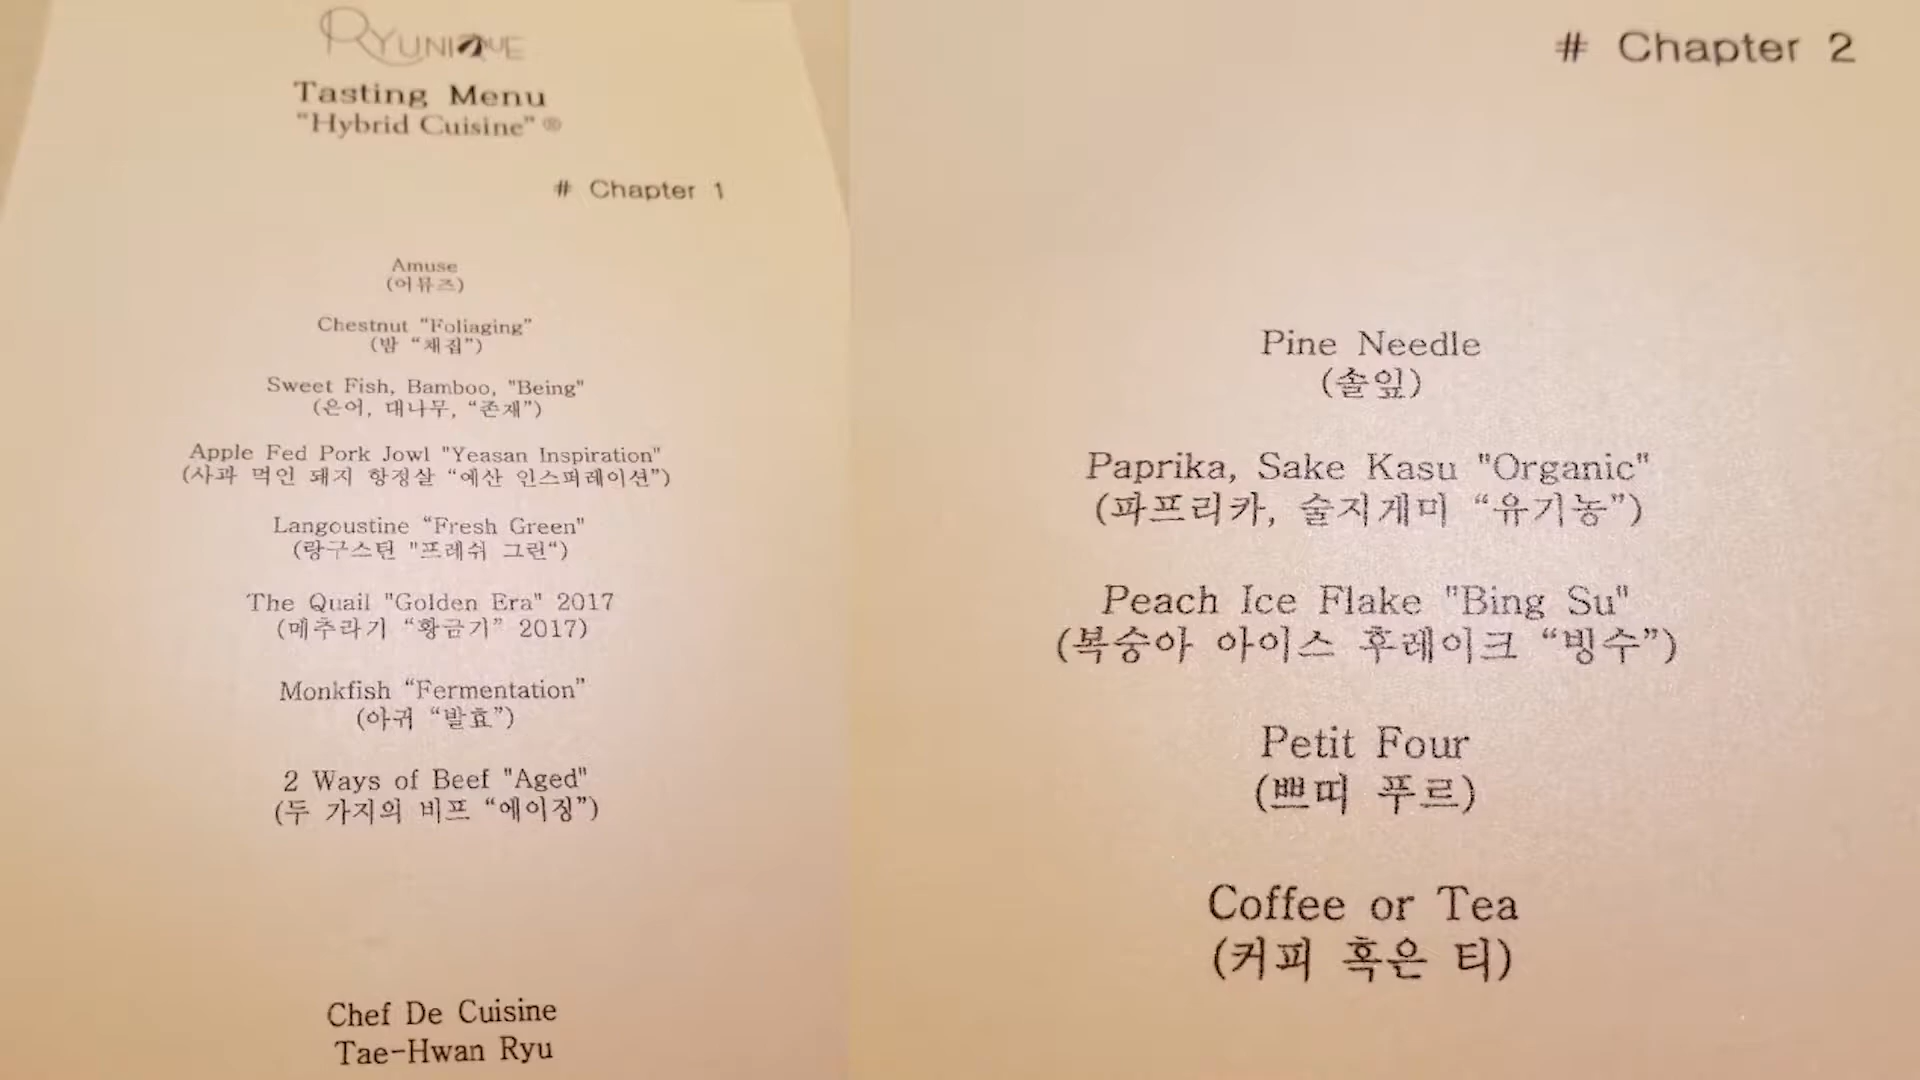 RYUNIQUE
Tasting Menu
“Hybrid Cuisine” ®
# Chapter 1
Amuse
(어뮤즈)
Chestnut “Foliaging”
(밤 “채집”)
Sweet Fish, Bamboo, "Being"
(은어, 대나무, “존재”)
Apple Fed Pork Jowl "Yeasan Inspiration"
(사과 먹인 돼지 항정살 “예산 인스퍼레이션”)
Langoustine “Fresh Green"
(랑구스틴 "프레쉬 그린“)
The Quail "Golden Era" 2017
(메추라기 “황금기” 2017)
Monkfish “Fermentation”
(아귀 “발효”)
2 Ways of Beef "Aged"
(두 가지의 비프 “에이징”)
Chef De Cuisine
Tae-Hwan Ryu
# Chapter 2
Pine Needle
(솔잎)
Paprika, Sake Kasu "Organic"
(파프리카, 술지게미 “유기농”)
Peach Ice Flake "Bing Su"
(복숭아 아이스 후레이크 “빙수”)
Petit Four
(쁘띠 푸르)
Coffee or Tea
(커피 혹은 티)